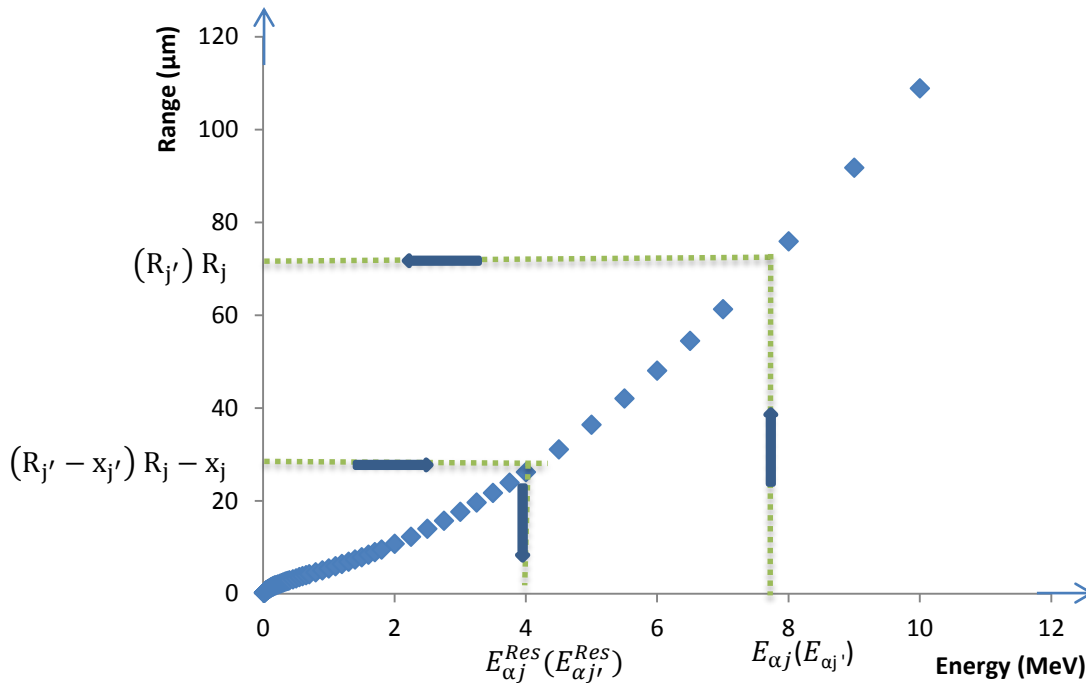 Range (µm)
120
100
80
(R_j′) R_j
60
40
(R_j′ − x_j′) R_j − x_j
20
0
0 2 4 6 8 10 12
E_αj^Res(E_αj′^Res)
E_αj(E_αj')
Energy (MeV)